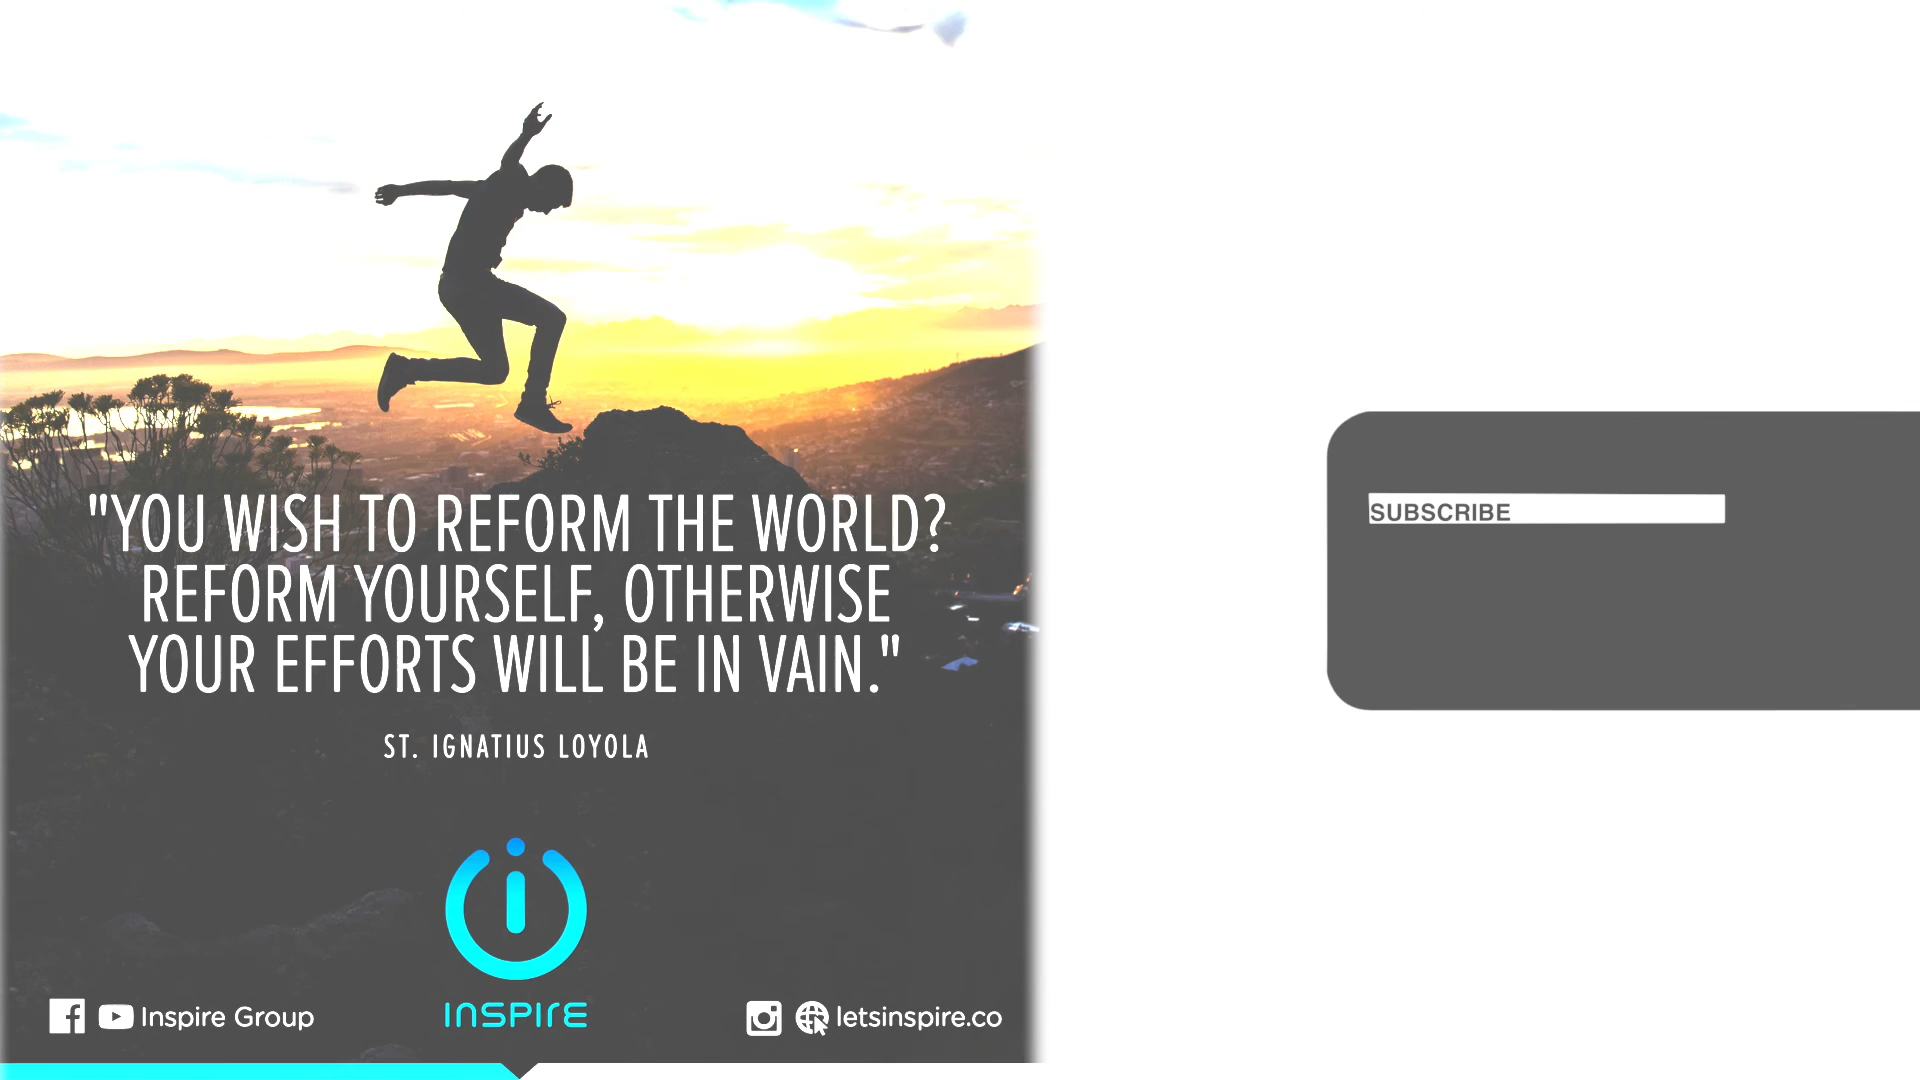 "YOU WISH TO REFORM THE WORLD?
REFORM YOURSELF, OTHERWISE
YOUR EFFORTS WILL BE IN VAIN."
ST. IGNATIUS LOYOLA
INSPIRE
Inspire Group
letsinspire.co
SUBSCRIBE